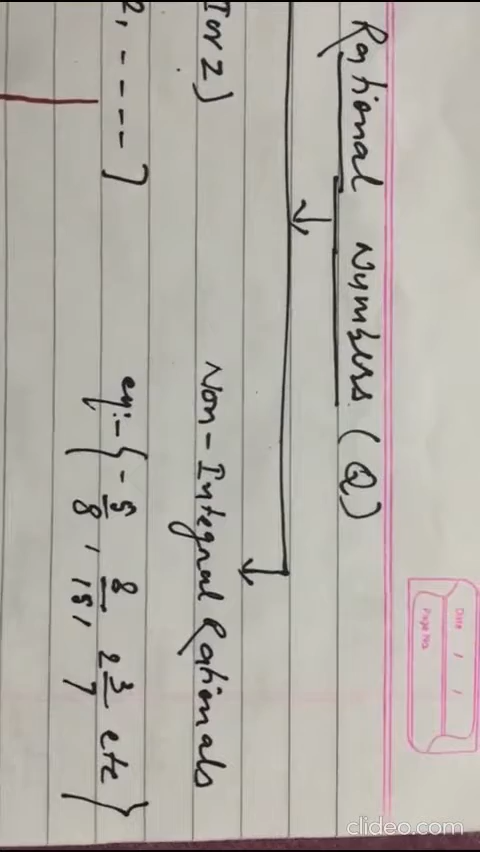 Rational Numbers (Q)
I or Z)
Non-Integral Rationals
2, ----}
eg:- { -5/8, 8/15, 2 3/7 etc }
Date / /
Page No.
clideo.com